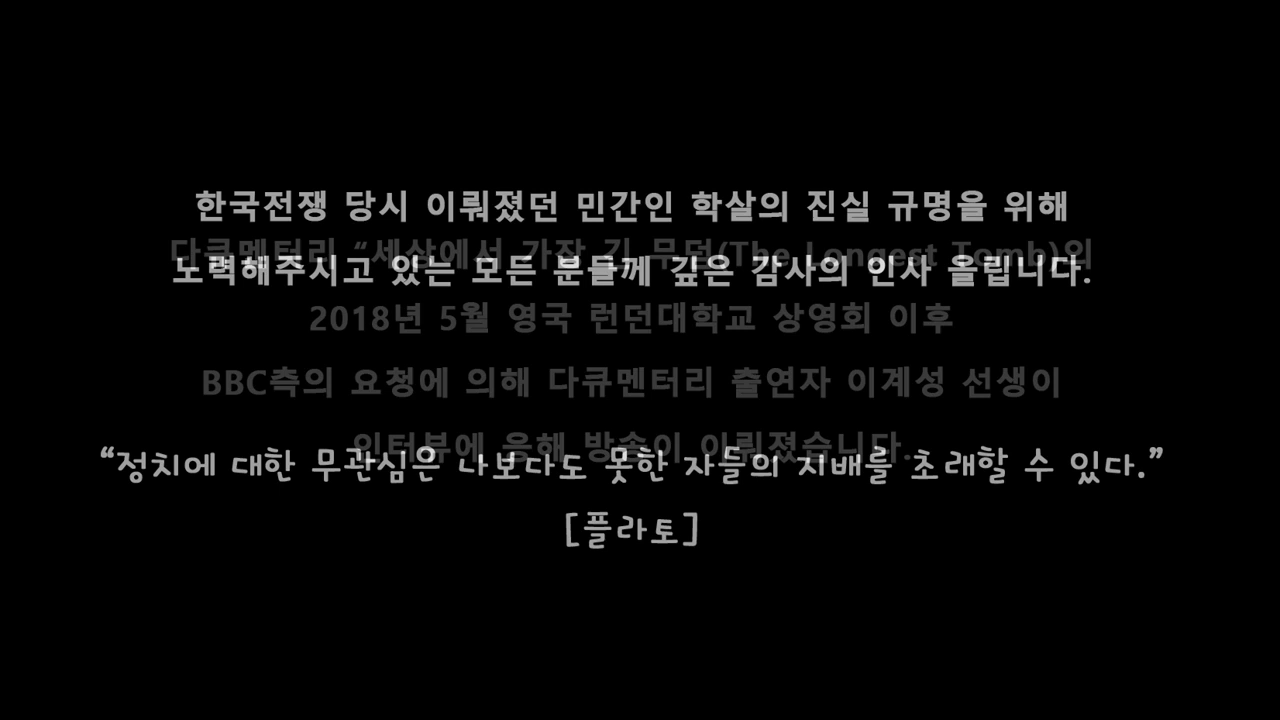 한국전쟁 당시 이뤄졌던 민간인 학살의 진실 규명을 위해
다큐멘터리 “세상에서 가장 긴 무덤(The Longest Tomb)의
노력해주시고 있는 모든 분들께 깊은 감사의 인사 올립니다.
2018년 5월 영국 런던대학교 상영회 이후
BBC측의 요청에 의해 다큐멘터리 출연자 이계성 선생이
인터뷰에 응해 방송이 이뤄졌습니다.
“정치에 대한 무관심은 나보다도 못한 자들의 지배를 초래할 수 있다.”
[플라토]